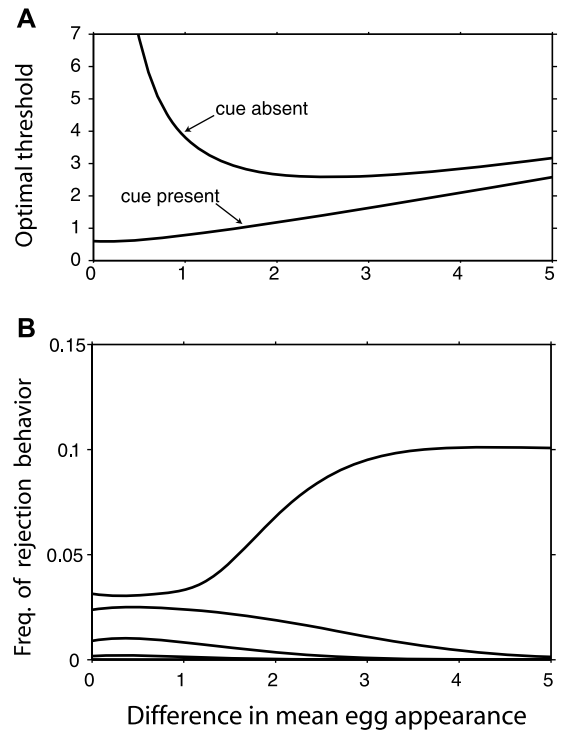 A
Optimal threshold
7
6
5
4
3
2
1
0
cue absent
cue present
0 1 2 3 4 5
B
Freq. of rejection behavior
0.15
0.1
0.05
0
0 1 2 3 4 5
Difference in mean egg appearance